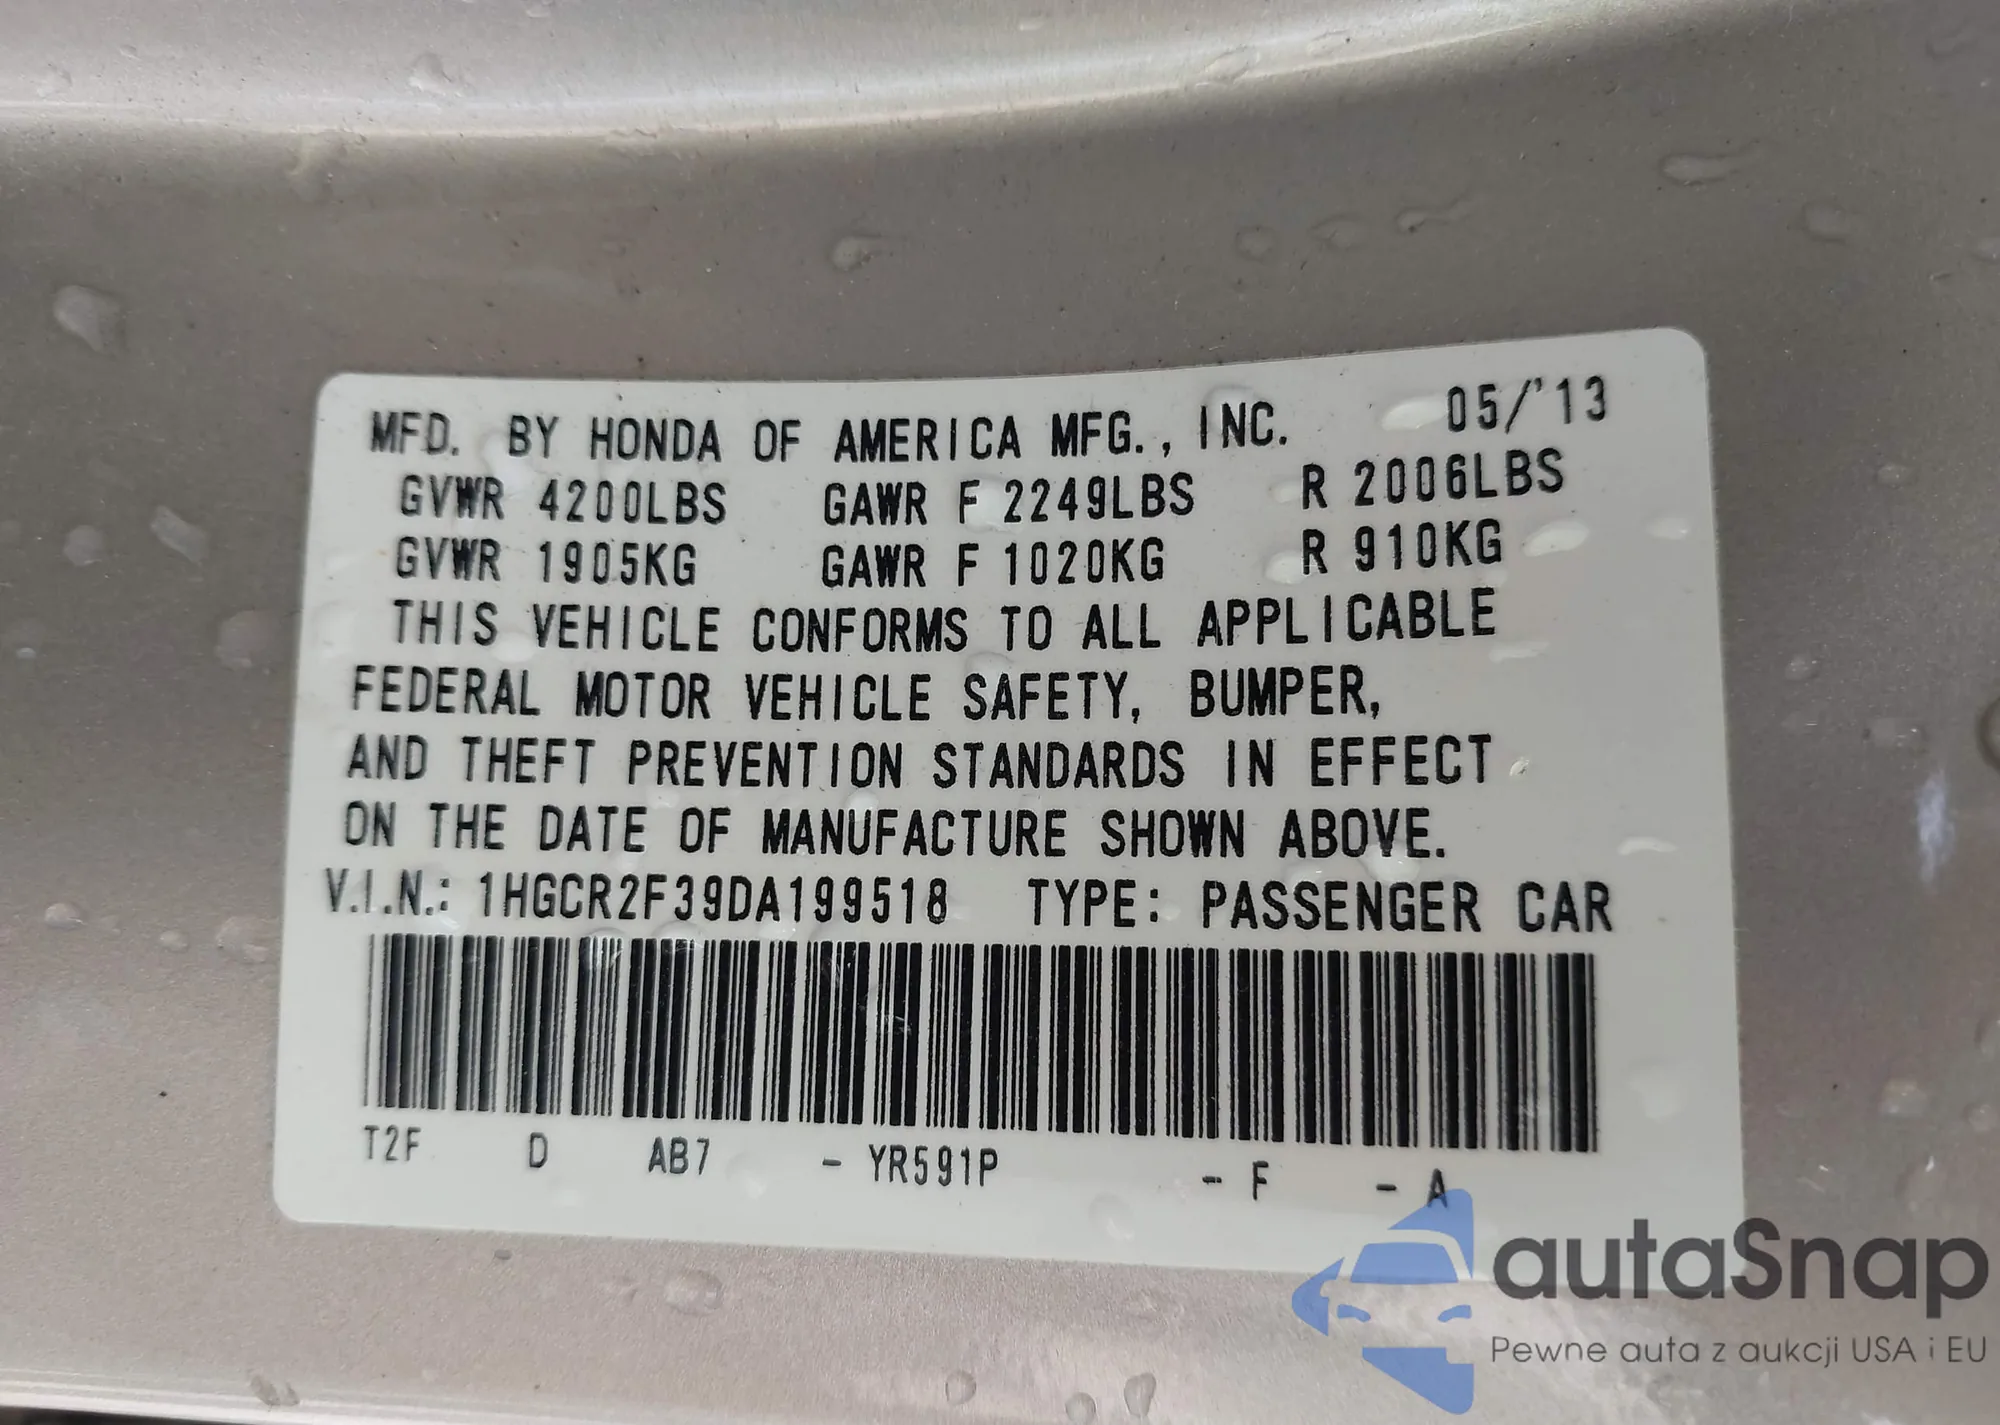 MFD. BY HONDA OF AMERICA MFG., INC. 05/'13
GVWR 4200LBS GAWR F 2249LBS R 2006LBS
GVWR 1905KG GAWR F 1020KG R 910KG
THIS VEHICLE CONFORMS TO ALL APPLICABLE
FEDERAL MOTOR VEHICLE SAFETY, BUMPER,
AND THEFT PREVENTION STANDARDS IN EFFECT
ON THE DATE OF MANUFACTURE SHOWN ABOVE.
V.I.N.: 1HGCR2F39DA199518 TYPE: PASSENGER CAR
T2F D AB7 - YR591P - F - A
autaSnap
Pewne auta z aukcji USA i EU